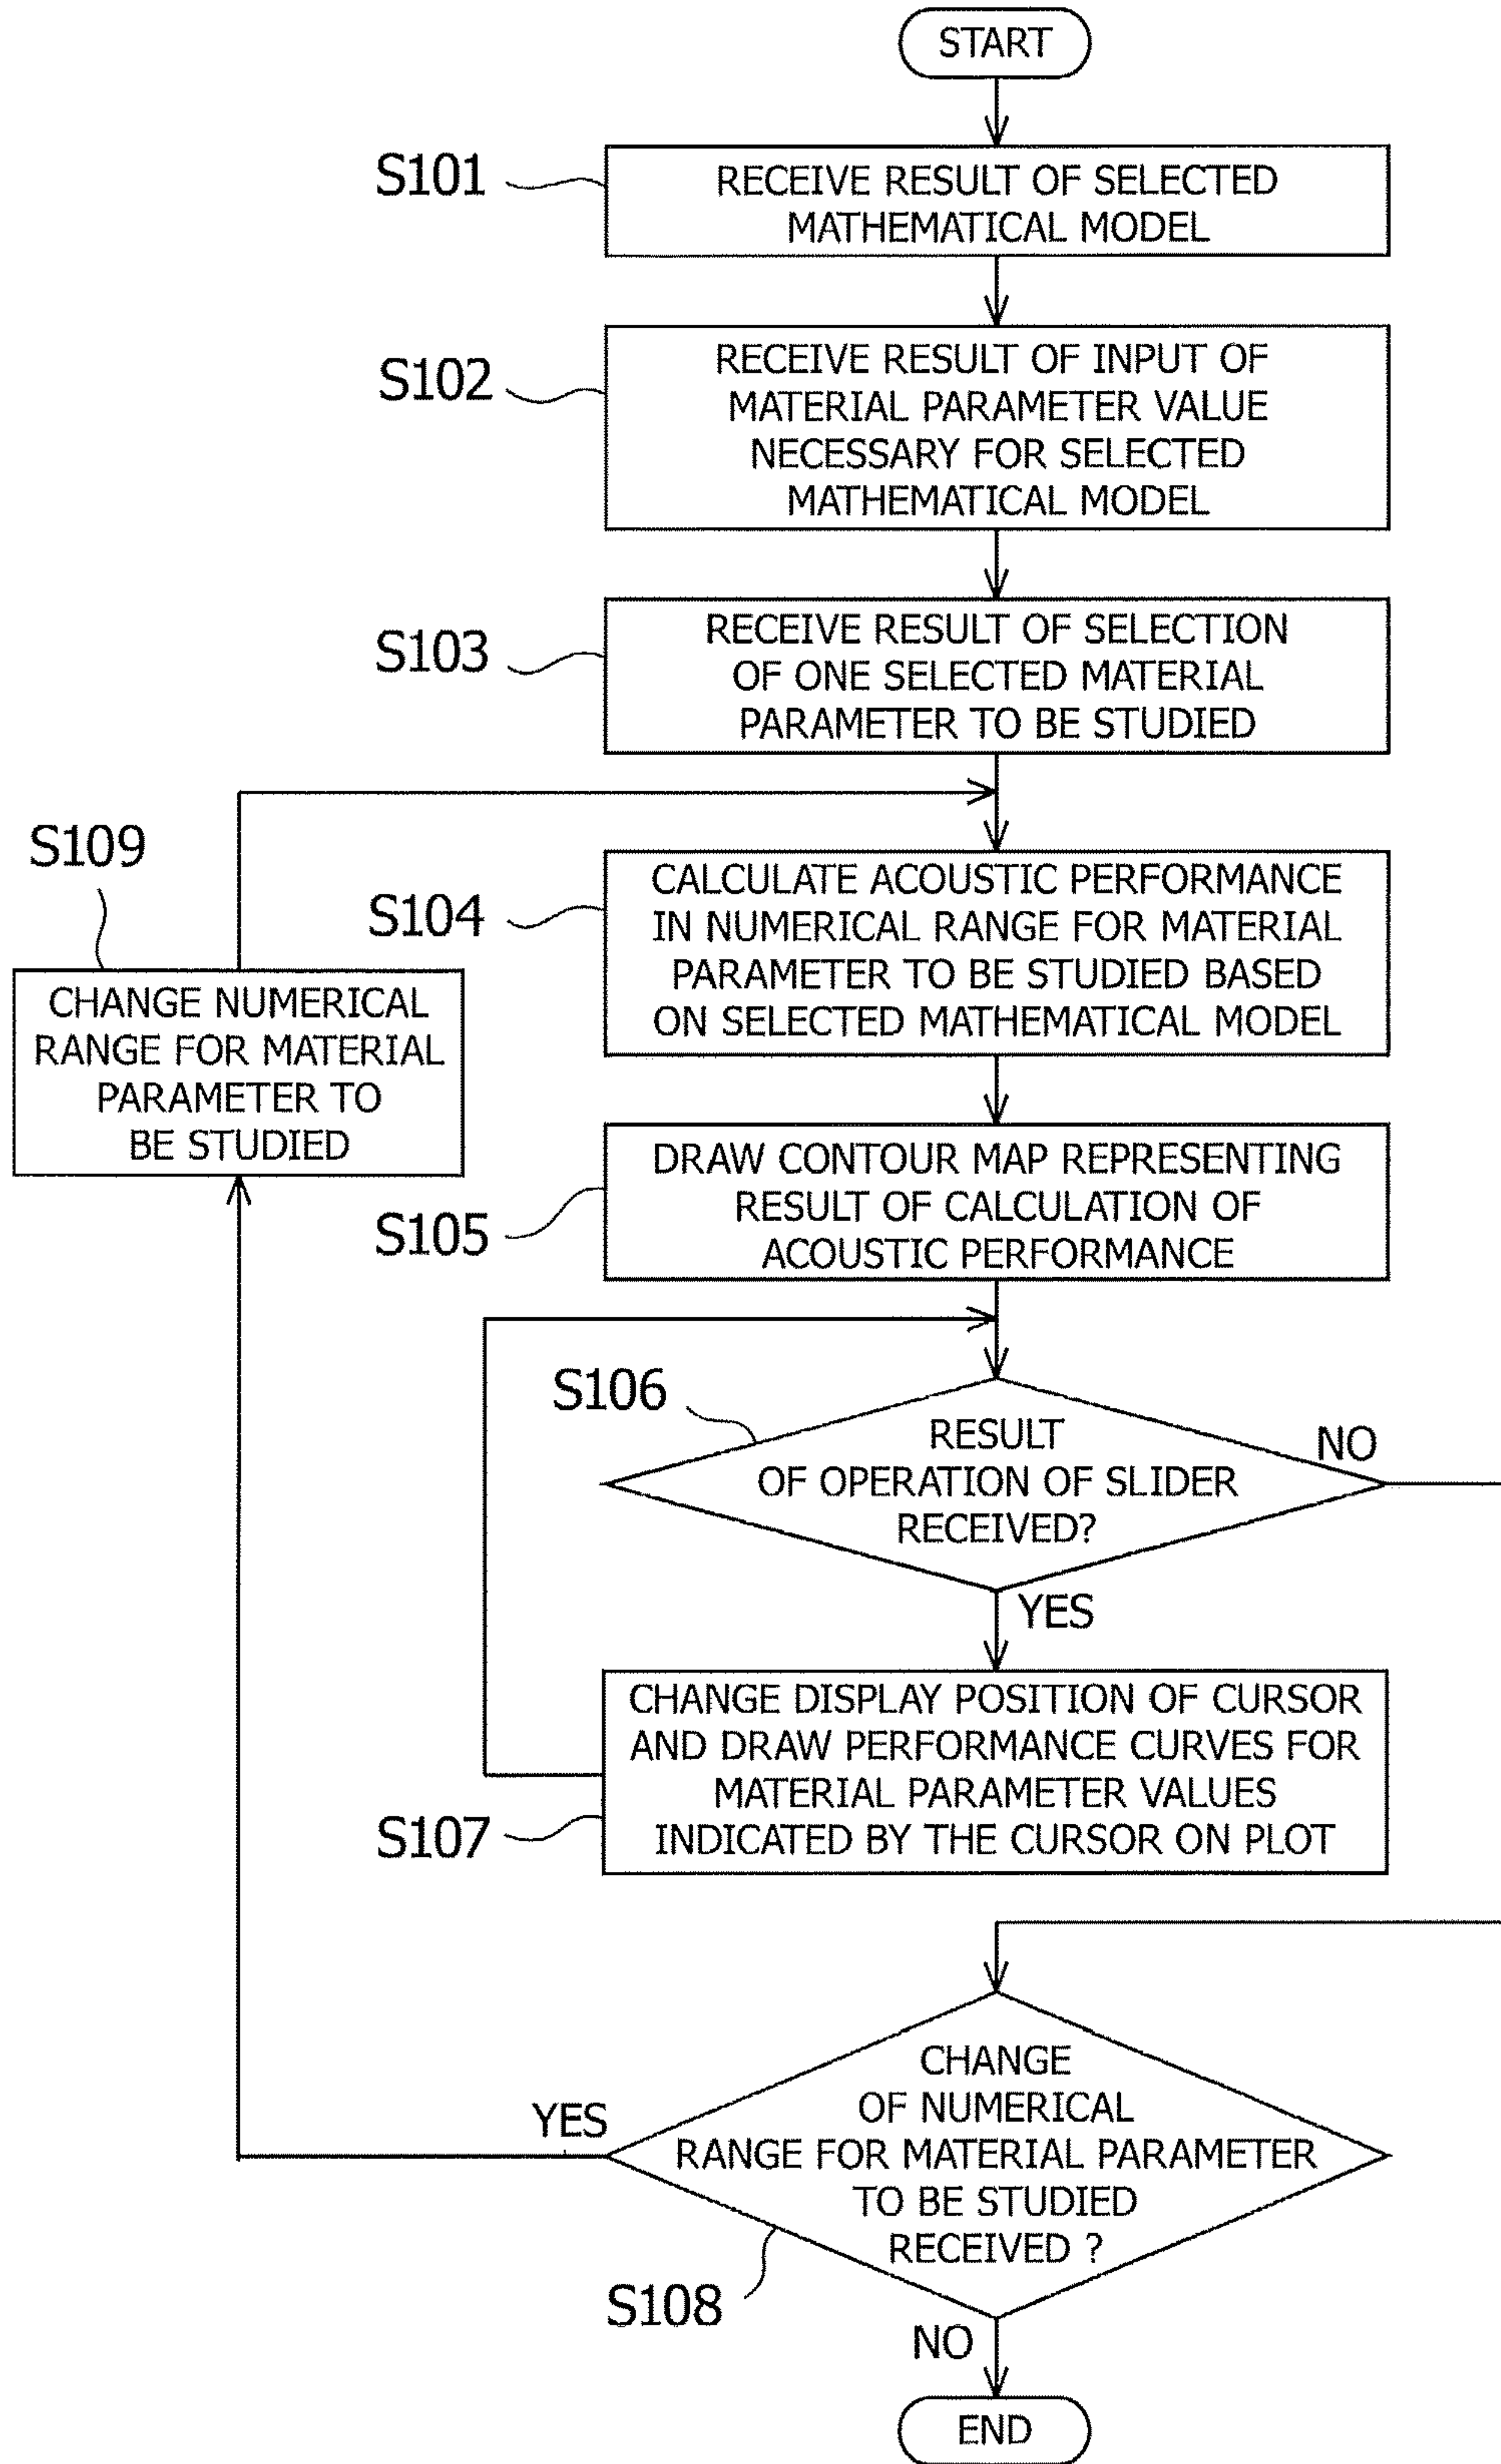 START
S101
RECEIVE RESULT OF SELECTED
MATHEMATICAL MODEL
S102
RECEIVE RESULT OF INPUT OF
MATERIAL PARAMETER VALUE
NECESSARY FOR SELECTED
MATHEMATICAL MODEL
S103
RECEIVE RESULT OF SELECTION
OF ONE SELECTED MATERIAL
PARAMETER TO BE STUDIED
S109
CHANGE NUMERICAL
RANGE FOR MATERIAL
PARAMETER TO
BE STUDIED
S104
CALCULATE ACOUSTIC PERFORMANCE
IN NUMERICAL RANGE FOR MATERIAL
PARAMETER TO BE STUDIED BASED
ON SELECTED MATHEMATICAL MODEL
S105
DRAW CONTOUR MAP REPRESENTING
RESULT OF CALCULATION OF
ACOUSTIC PERFORMANCE
S106
RESULT
OF OPERATION OF SLIDER
RECEIVED?
NO
YES
S107
CHANGE DISPLAY POSITION OF CURSOR
AND DRAW PERFORMANCE CURVES FOR
MATERIAL PARAMETER VALUES
INDICATED BY THE CURSOR ON PLOT
S108
CHANGE
OF NUMERICAL
RANGE FOR MATERIAL PARAMETER
TO BE STUDIED
RECEIVED ?
YES
NO
END